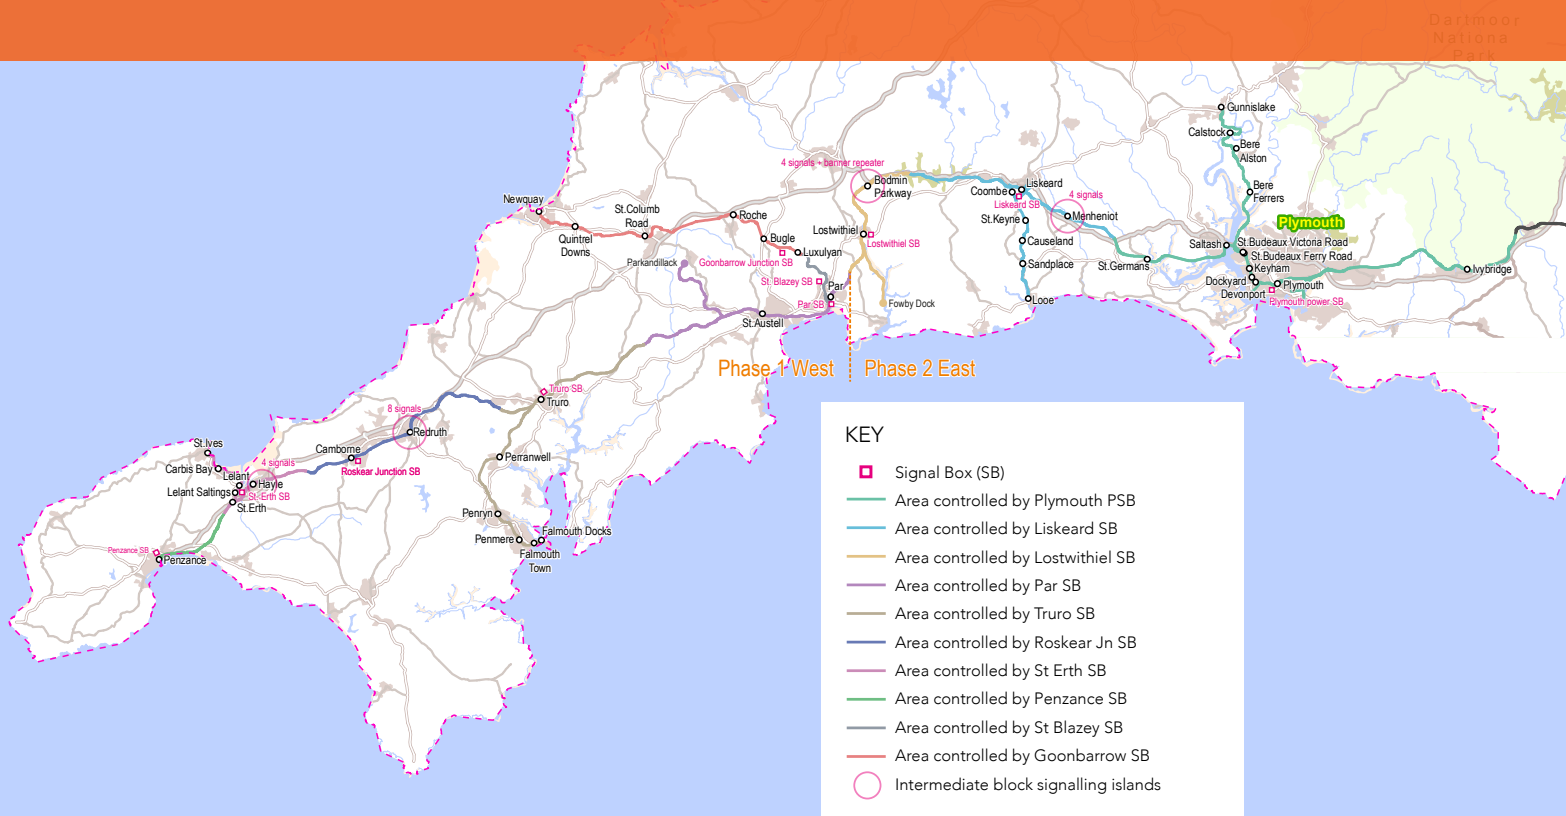 Dartmoor
National
Park
Gunnislake
Calstock
Bere
Alston
Bere
Ferrers
Plymouth
4 signals + banner repeater
Bodmin
Parkway
Coombe
Liskeard
Liskeard SB
4 signals
Menheniot
St.Keyne
Causeland
Sandplace
Looe
St.Germans
Saltash
St.Budeaux Victoria Road
St.Budeaux Ferry Road
Keyham
Dockyard
Devonport
Plymouth
Plymouth power SB
Ivybridge
Newquay
Quintrel
Downs
St.Columb
Road
Roche
Bugle
Luxulyan
Goonbarrow Junction SB
Parkandillack
St. Blazey SB
Par
Par SB
Lostwithiel
Lostwithiel SB
Fowby Dock
St.Austell
Phase 1 West
Phase 2 East
Truro SB
Truro
8 signals
Redruth
Camborne
Roskear Junction SB
Perranwell
Penryn
Penmere
Falmouth Docks
Falmouth
Town
St.Ives
Carbis Bay
Lelant
4 signals
Hayle
Lelant Saltings
St. Erth SB
St.Erth
Penzance SB
Penzance
KEY
Signal Box (SB)
Area controlled by Plymouth PSB
Area controlled by Liskeard SB
Area controlled by Lostwithiel SB
Area controlled by Par SB
Area controlled by Truro SB
Area controlled by Roskear Jn SB
Area controlled by St Erth SB
Area controlled by Penzance SB
Area controlled by St Blazey SB
Area controlled by Goonbarrow SB
Intermediate block signalling islands